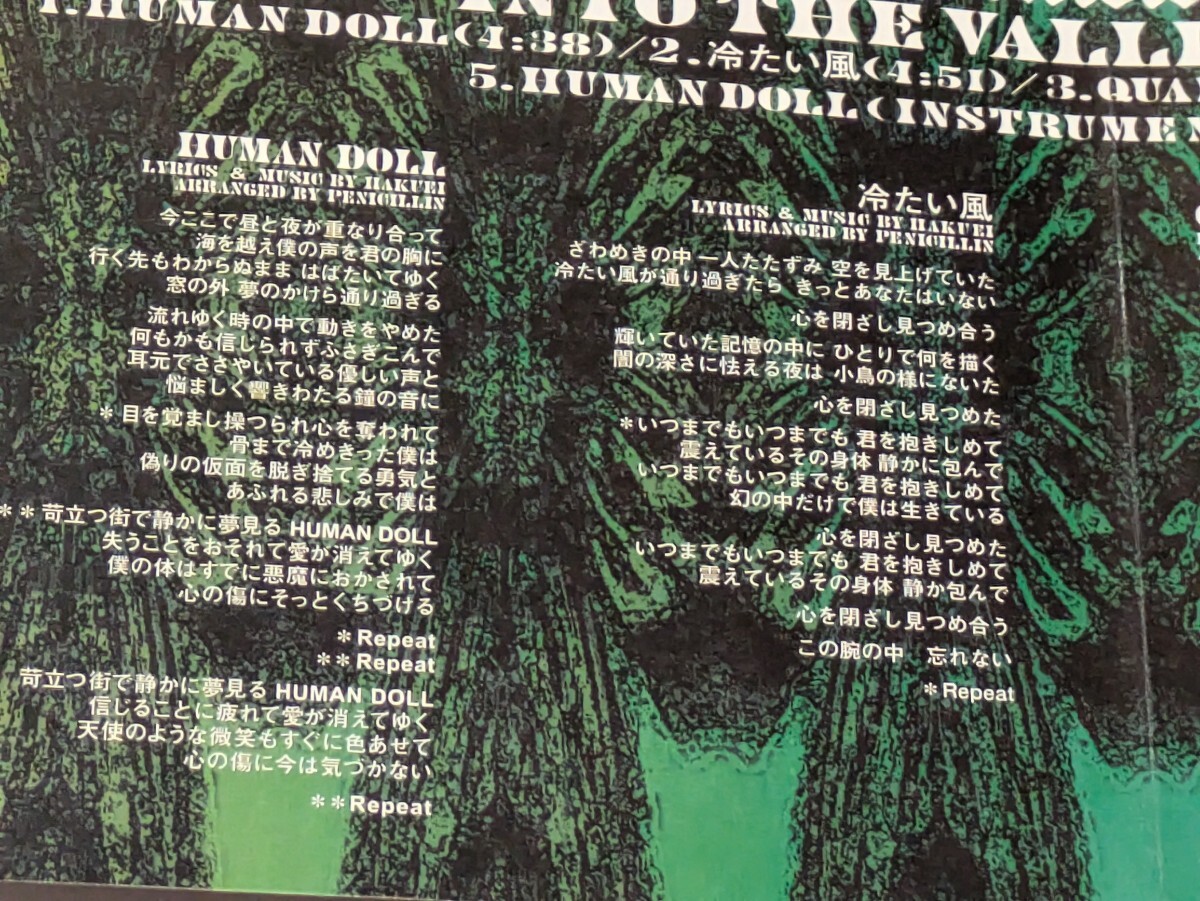 INTO THE VALL
1.HUMAN DOLL(4:38)/2.冷たい風(4:51)/3.QUA
5.HUMAN DOLL(INSTRUME
HUMAN DOLL
LYRICS & MUSIC BY HAKUEI
ARRANGED BY PENICILLIN
今ここで昼と夜が重なり合って
海を越え僕の声を君の胸に
行く先もわからぬまま はばたいてゆく
窓の外 夢のかけら通り過ぎる
流れゆく時の中で動きをやめた
何もかも信じられずふさぎこんで
耳元でささやいている優しい声と
悩ましく響きわたる鐘の音に
＊目を覚まし操つられ心を奪われて
骨まで冷めきった僕は
偽りの仮面を脱ぎ捨てる勇気と
あふれる悲しみで僕は
＊＊苛立つ街で静かに夢見る HUMAN DOLL
失うことをおそれて愛が消えてゆく
僕の体はすでに悪魔におかされて
心の傷にそっとくちづける
＊Repeat
＊＊Repeat
苛立つ街で静かに夢見る HUMAN DOLL
信じることに疲れて愛が消えてゆく
天使のような微笑もすぐに色あせて
心の傷に今は気づかない
＊＊Repeat
冷たい風
LYRICS & MUSIC BY HAKUEI
ARRANGED BY PENICILLIN
ざわめきの中 一人たたずみ 空を見上げていた
冷たい風が通り過ぎたら きっとあなたはいない
心を閉ざし見つめ合う
輝いていた記憶の中に ひとりで何を描く
闇の深さに怯える夜は 小鳥の様にないた
心を閉ざし見つめた
＊いつまでもいつまでも 君を抱きしめて
震えているその身体 静かに包んで
いつまでもいつまでも 君を抱きしめて
幻の中だけで僕は生きている
心を閉ざし見つめた
いつまでもいつまでも 君を抱きしめて
震えているその身体 静か包んで
心を閉ざし見つめ合う
この腕の中 忘れない
＊Repeat